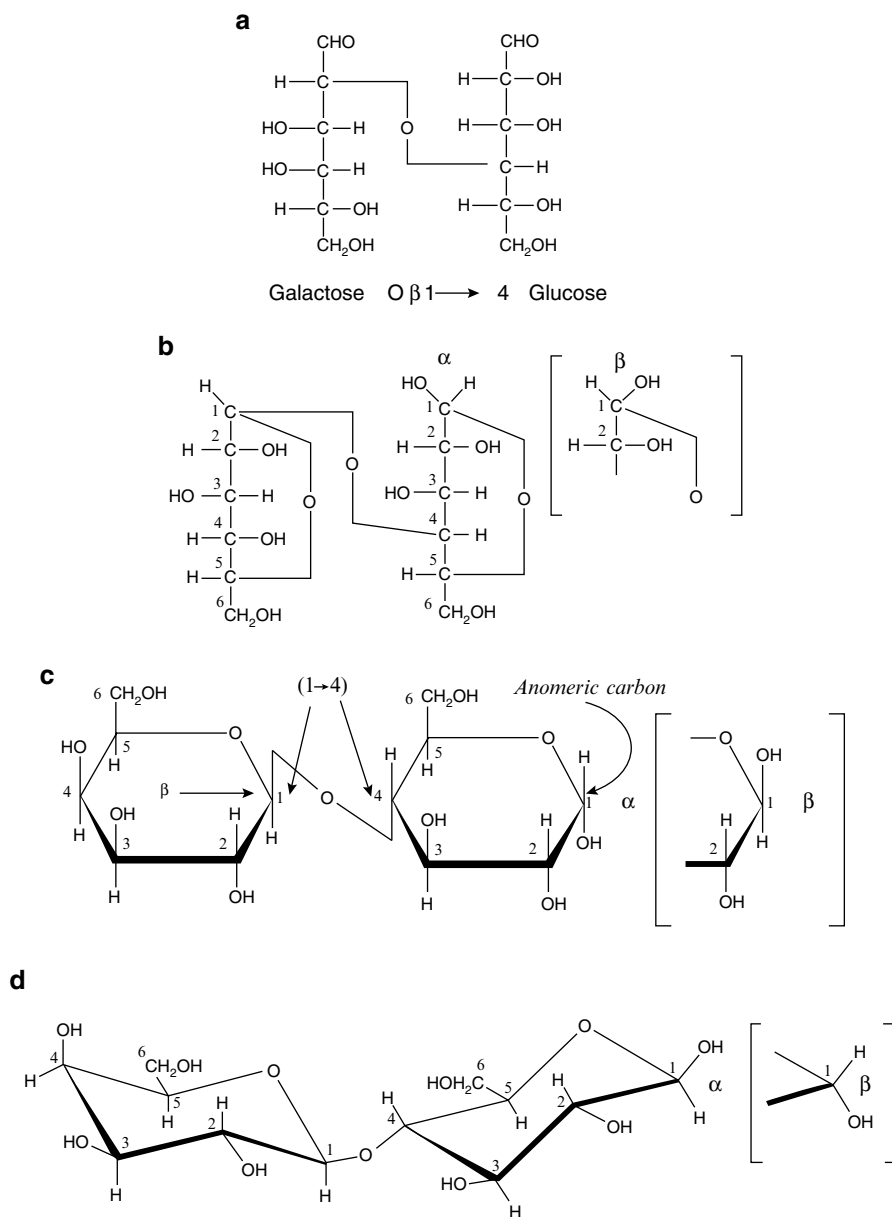 a
CHO CHO
H C H C OH
HO C H O H C OH
HO C H C H
H C OH H C OH
CH2OH CH2OH
Galactose O β 1 → 4 Glucose
b
α β
H HO H H OH
1 C 1 C 1 C
H 2 C OH O H 2 C OH H 2 C OH
HO 3 C H O HO 3 C H O O
H 4 C OH 4 C H
H 5 C H 5 C
6 CH2OH 6 CH2OH
c
6 CH2OH (1→4) 6 CH2OH Anomeric carbon
HO 5 O H 5 O H O OH
H H
4 β 1 O 4 1 α 1 β
OH H H OH H OH H H
3 2 3 2 2
H OH H OH OH
d
OH O
4 6 CH2OH O 6 1 OH 1 H
H HOH2C 5 H α β
5 H H 4 H 2 H OH
HO 2 OH
3 OH 1 O
H H HO 3
H